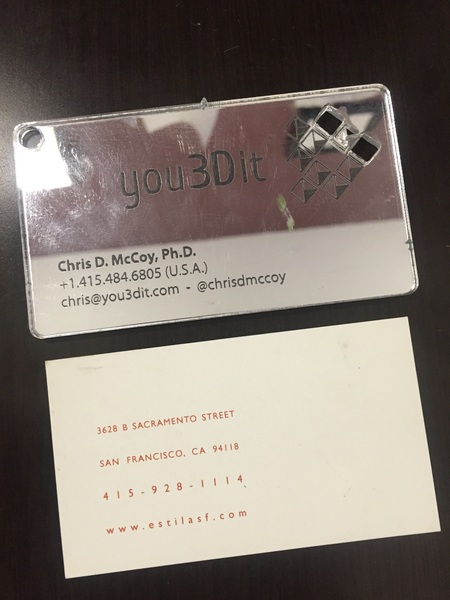 you3Dit
Chris D. McCoy, Ph.D.
+1.415.484.6805 (U.S.A.)
chris@you3dit.com - @chrisdmccoy
3628 B SACRAMENTO STREET
SAN FRANCISCO, CA 94118
415-928-1114
www.estilasf.com